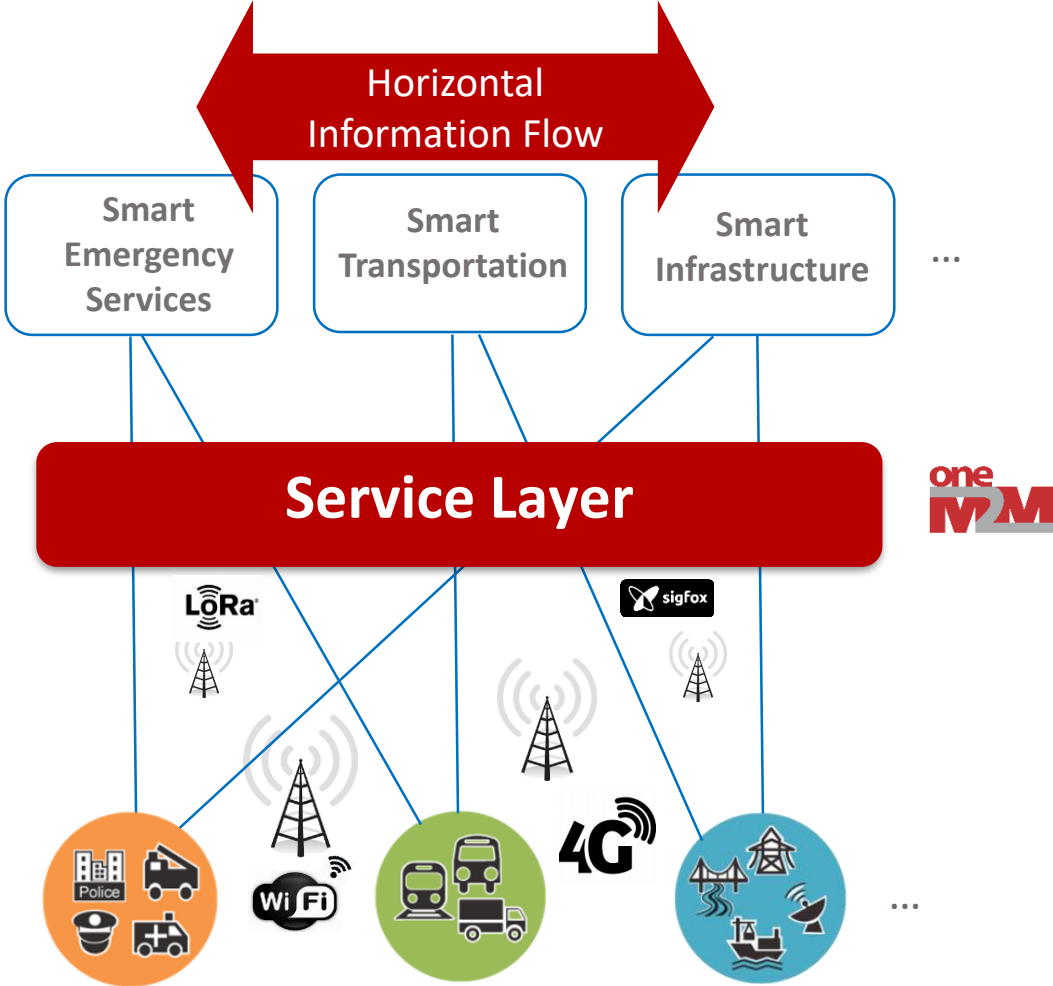 Horizontal
Information Flow
Smart
Emergency
Services
Smart
Transportation
Smart
Infrastructure
...
Service Layer
one
M2M
LoRa
sigfox
4G
Police
Wi Fi
...